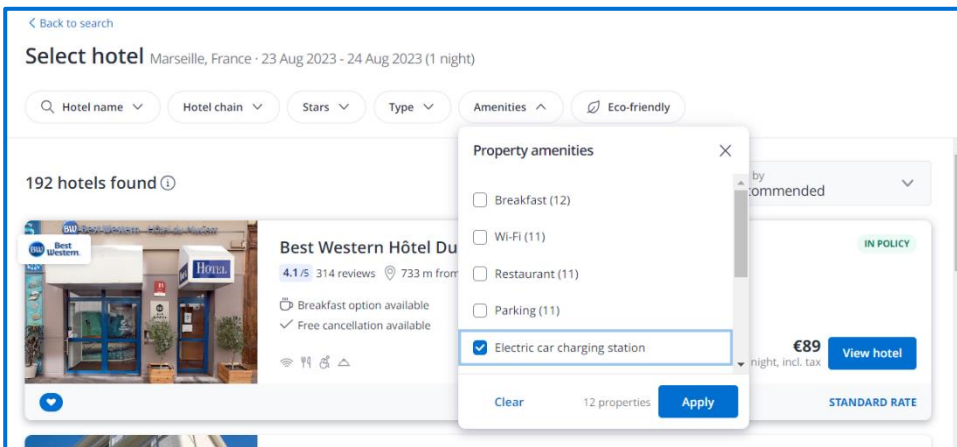 Back to search
Select hotel Marseille, France · 23 Aug 2023 - 24 Aug 2023 (1 night)
Hotel name
Hotel chain
Stars
Type
Amenities
Eco-friendly
192 hotels found
by
commended
Property amenities
Breakfast (12)
Wi-Fi (11)
Restaurant (11)
Parking (11)
Electric car charging station
Clear 12 properties Apply
BW Best Western
HOTEL
Best Western Hôtel Du
4.1/5 314 reviews 733 m from
Breakfast option available
Free cancellation available
IN POLICY
€89
night, incl. tax
View hotel
STANDARD RATE